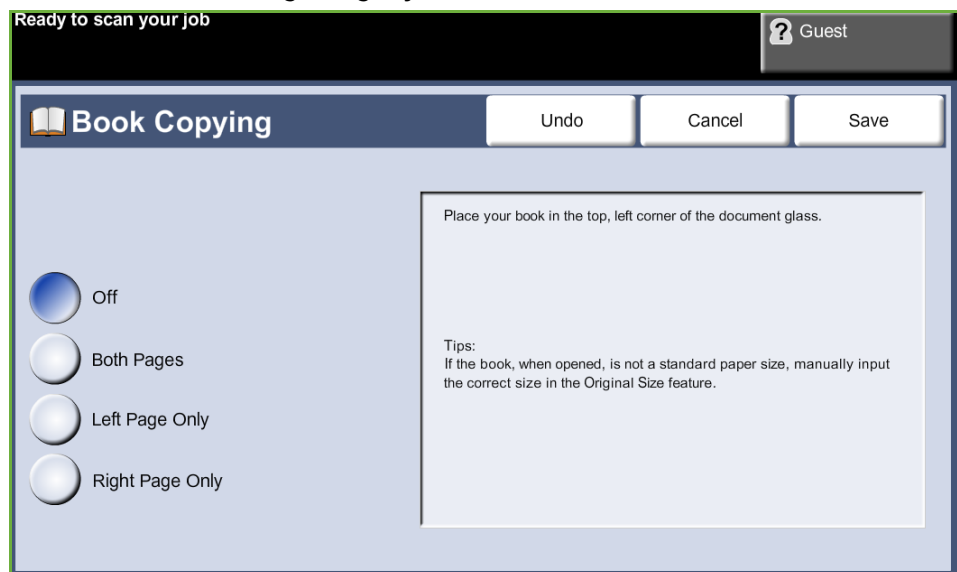 Ready to scan your job
Guest
Book Copying
Undo
Cancel
Save
Place your book in the top, left corner of the document glass.
Off
Both Pages
Left Page Only
Right Page Only
Tips:
If the book, when opened, is not a standard paper size, manually input
the correct size in the Original Size feature.